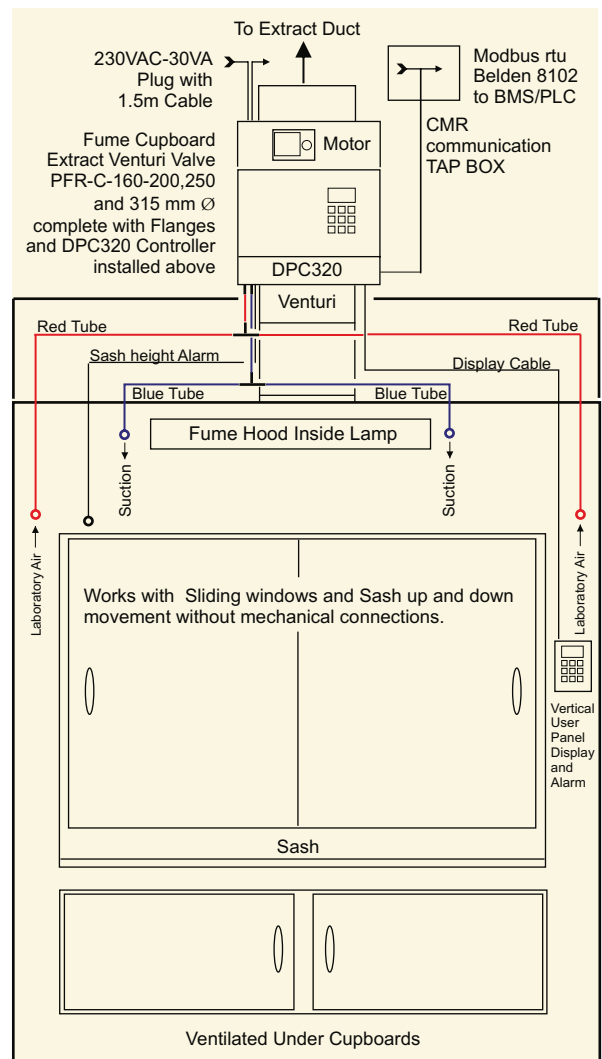 To Extract Duct
230VAC-30VA
Plug with
1.5m Cable
Modbus rtu
Belden 8102
to BMS/PLC
CMR
communication
TAP BOX
Fume Cupboard
Extract Venturi Valve
PFR-C-160-200,250
and 315 mm Ø
complete with Flanges
and DPC320 Controller
installed above
Motor
DPC320
Venturi
Red Tube
Red Tube
Sash height Alarm
Display Cable
Blue Tube
Blue Tube
Fume Hood Inside Lamp
Suction
Suction
Laboratory Air
Laboratory Air
Works with Sliding windows and Sash up and down
movement without mechanical connections.
Vertical
User
Panel
Display
and
Alarm
Sash
Ventilated Under Cupboards